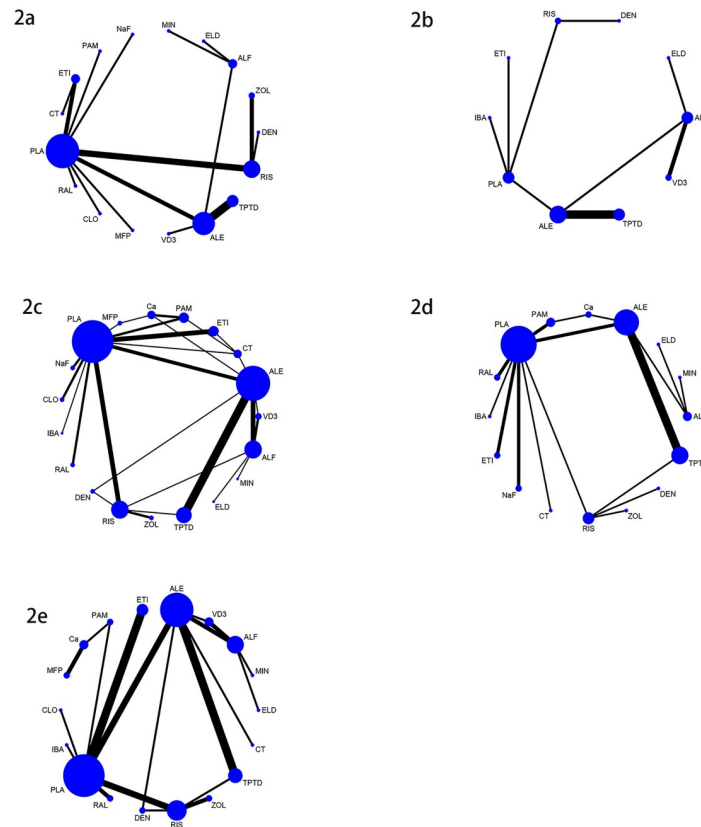 2a
NaF
MIN
PAM
ELD
ALF
ETI
ZOL
CT
DEN
PLA
RIS
RAL
TPTD
CLO
MFP
VD3
ALE
2b
RIS
DEN
ETI
ELD
IBA
AL
PLA
VD3
ALE
TPTD
2c
Ca
PAM
PLA
MFP
ETI
CT
NaF
ALE
CLO
VD3
IBA
ALF
RAL
MIN
DEN
ELD
RIS
ZOL
TPTD
2d
PLA
PAM
Ca
ALE
ELD
RAL
MIN
IBA
AL
ETI
TPT
NaF
DEN
CT
ZOL
RIS
2e
ALE
ETI
PAM
VD3
Ca
ALF
MFP
MIN
CLO
ELD
IBA
CT
PLA
TPTD
RAL
ZOL
DEN
RIS